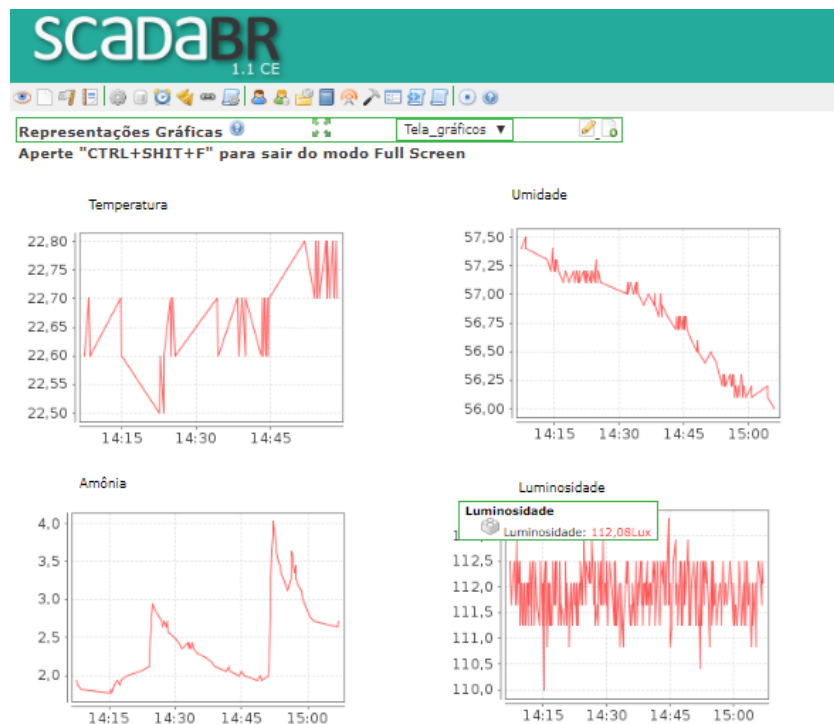 SCADABR
1.1 CE
Representações Gráficas
Tela_gráficos ▼
Aperte "CTRL+SHIT+F" para sair do modo Full Screen
Temperatura
22,80
22,75
22,70
22,65
22,60
22,55
22,50
14:15 14:30 14:45
Umidade
57,50
57,25
57,00
56,75
56,50
56,25
56,00
14:15 14:30 14:45 15:00
Amônia
4,0
3,5
3,0
2,5
2,0
14:15 14:30 14:45 15:00
Luminosidade
Luminosidade
Luminosidade: 112,08Lux
112,5
112,0
111,5
111,0
110,5
110,0
14:15 14:30 14:45 15:00